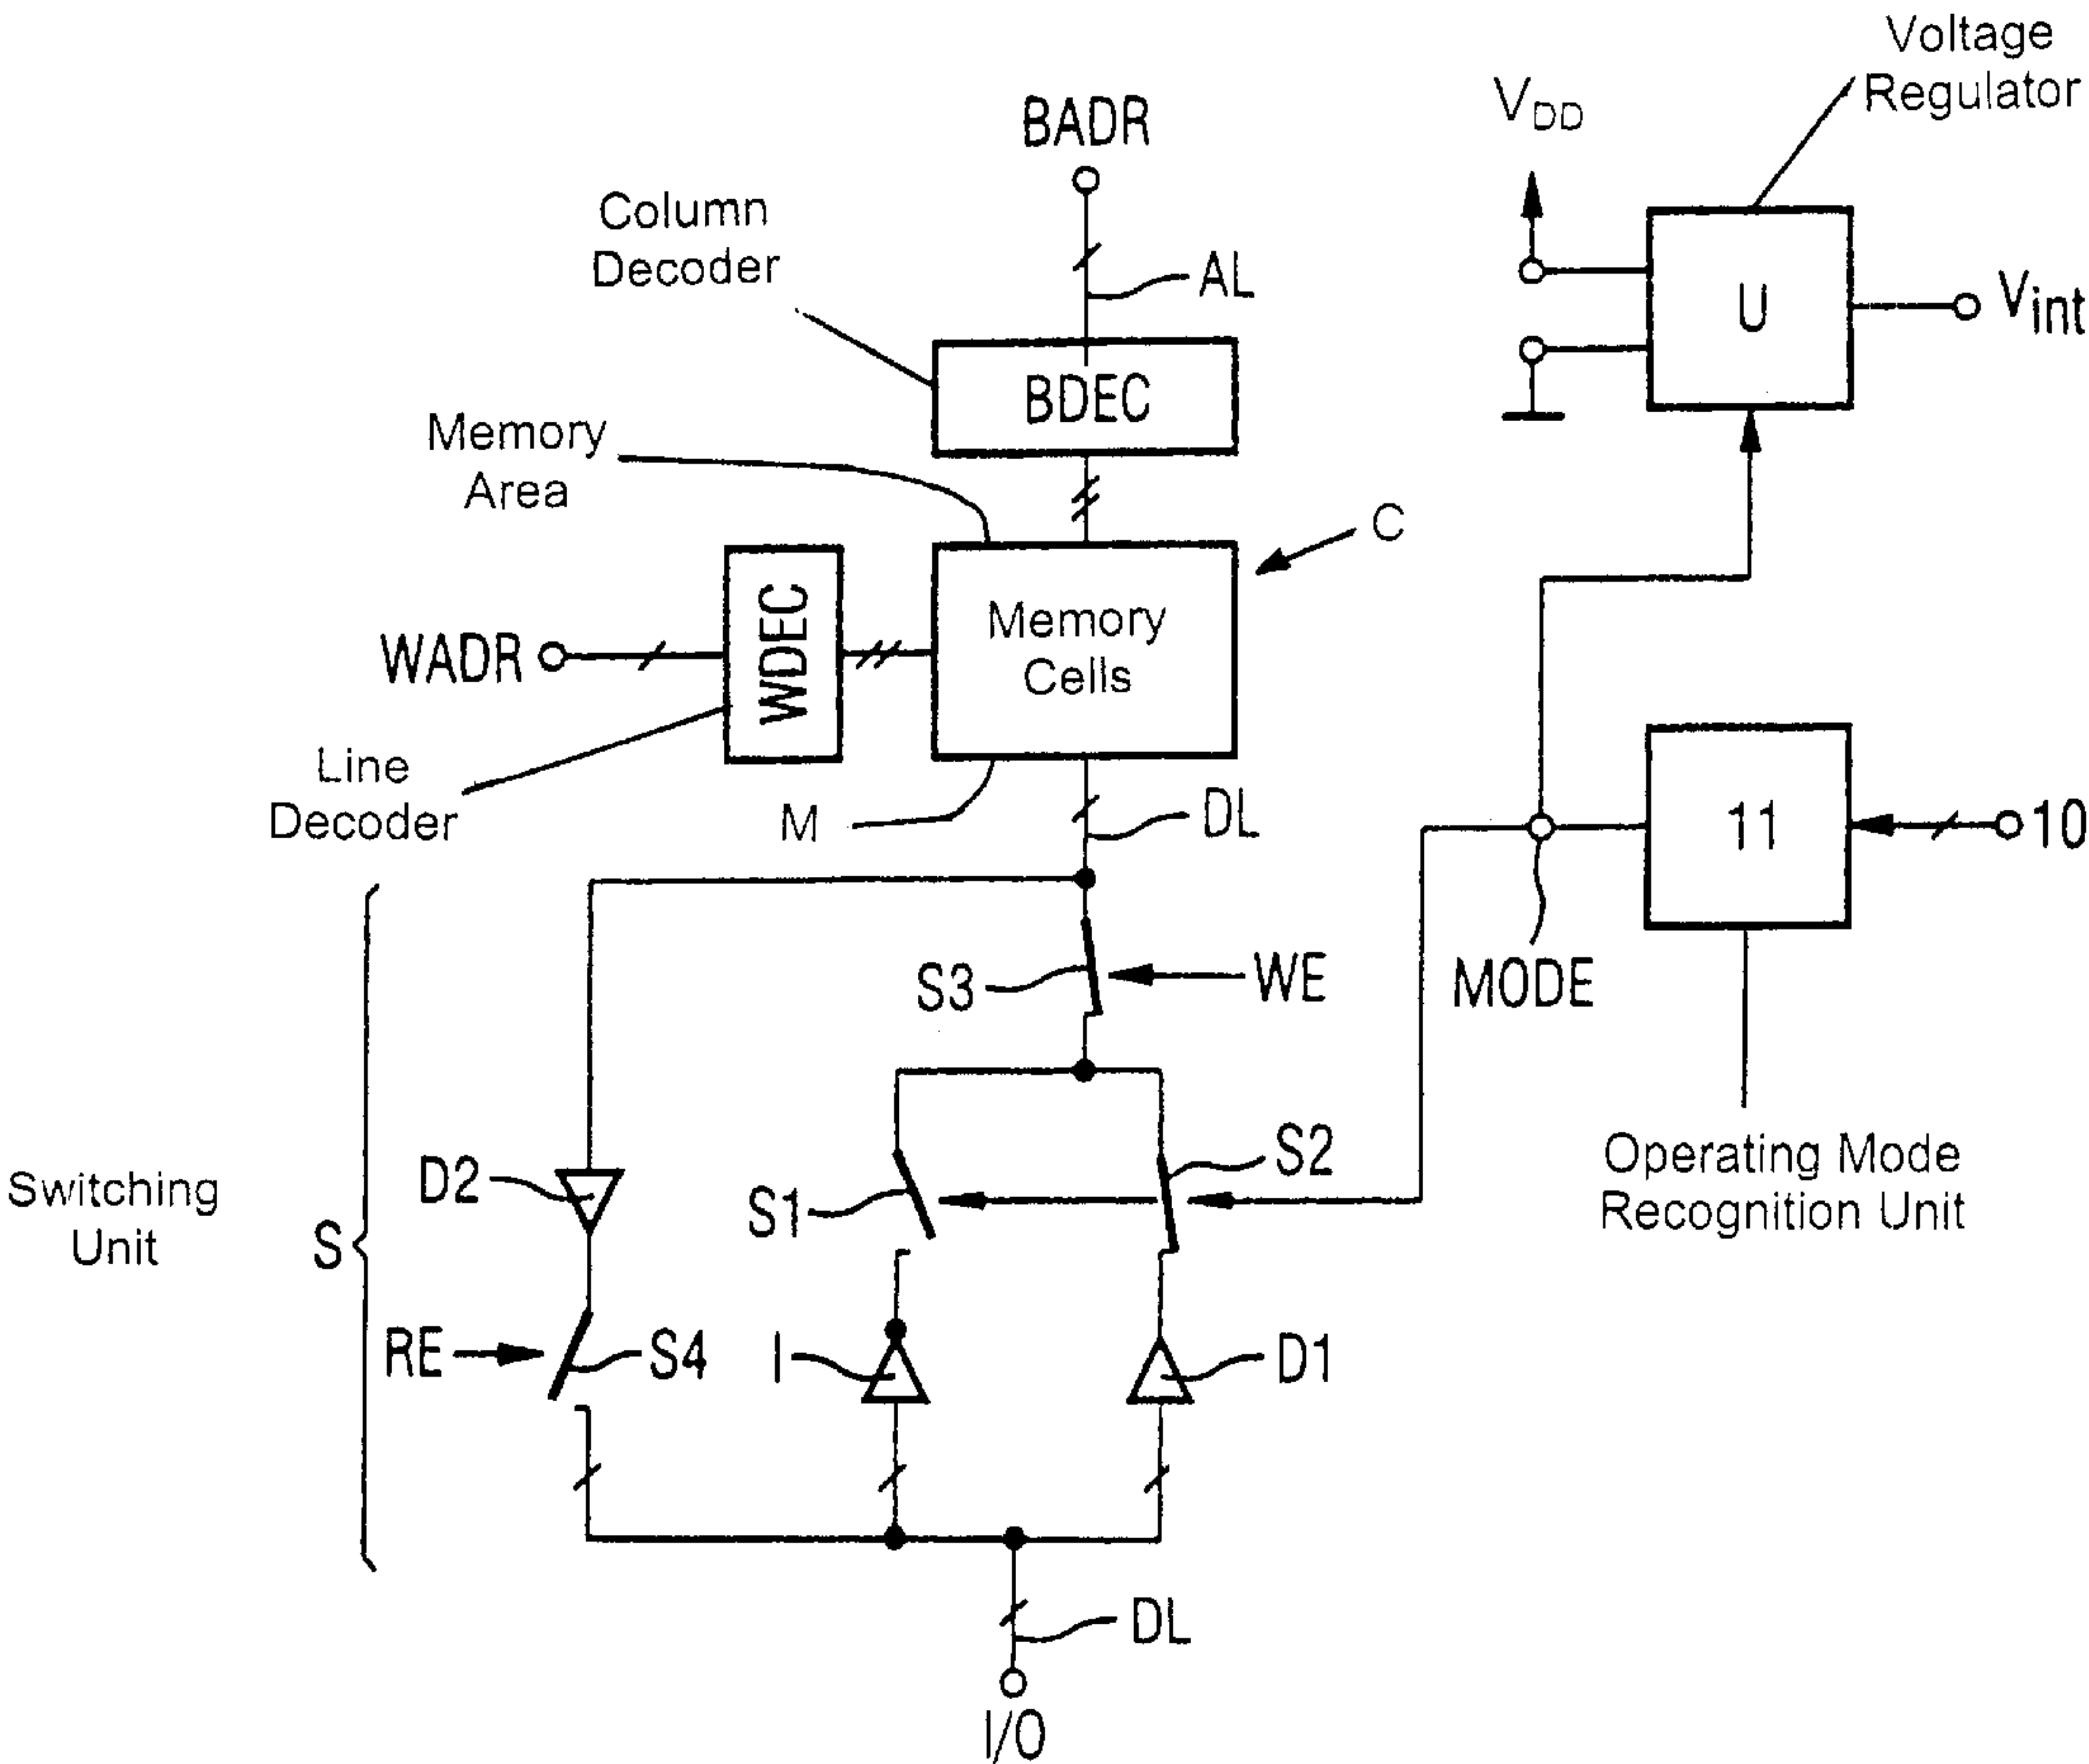 Voltage
Regulator
VDD
BADR
Column
Decoder
AL
U
Vint
BDEC
Memory
Area
C
WDEC
Memory
Cells
WADR
Line
Decoder
M
DL
11
10
S3
WE
MODE
Switching
Unit
S
D2
S1
S2
Operating Mode
Recognition Unit
RE
S4
I
D1
DL
I/O